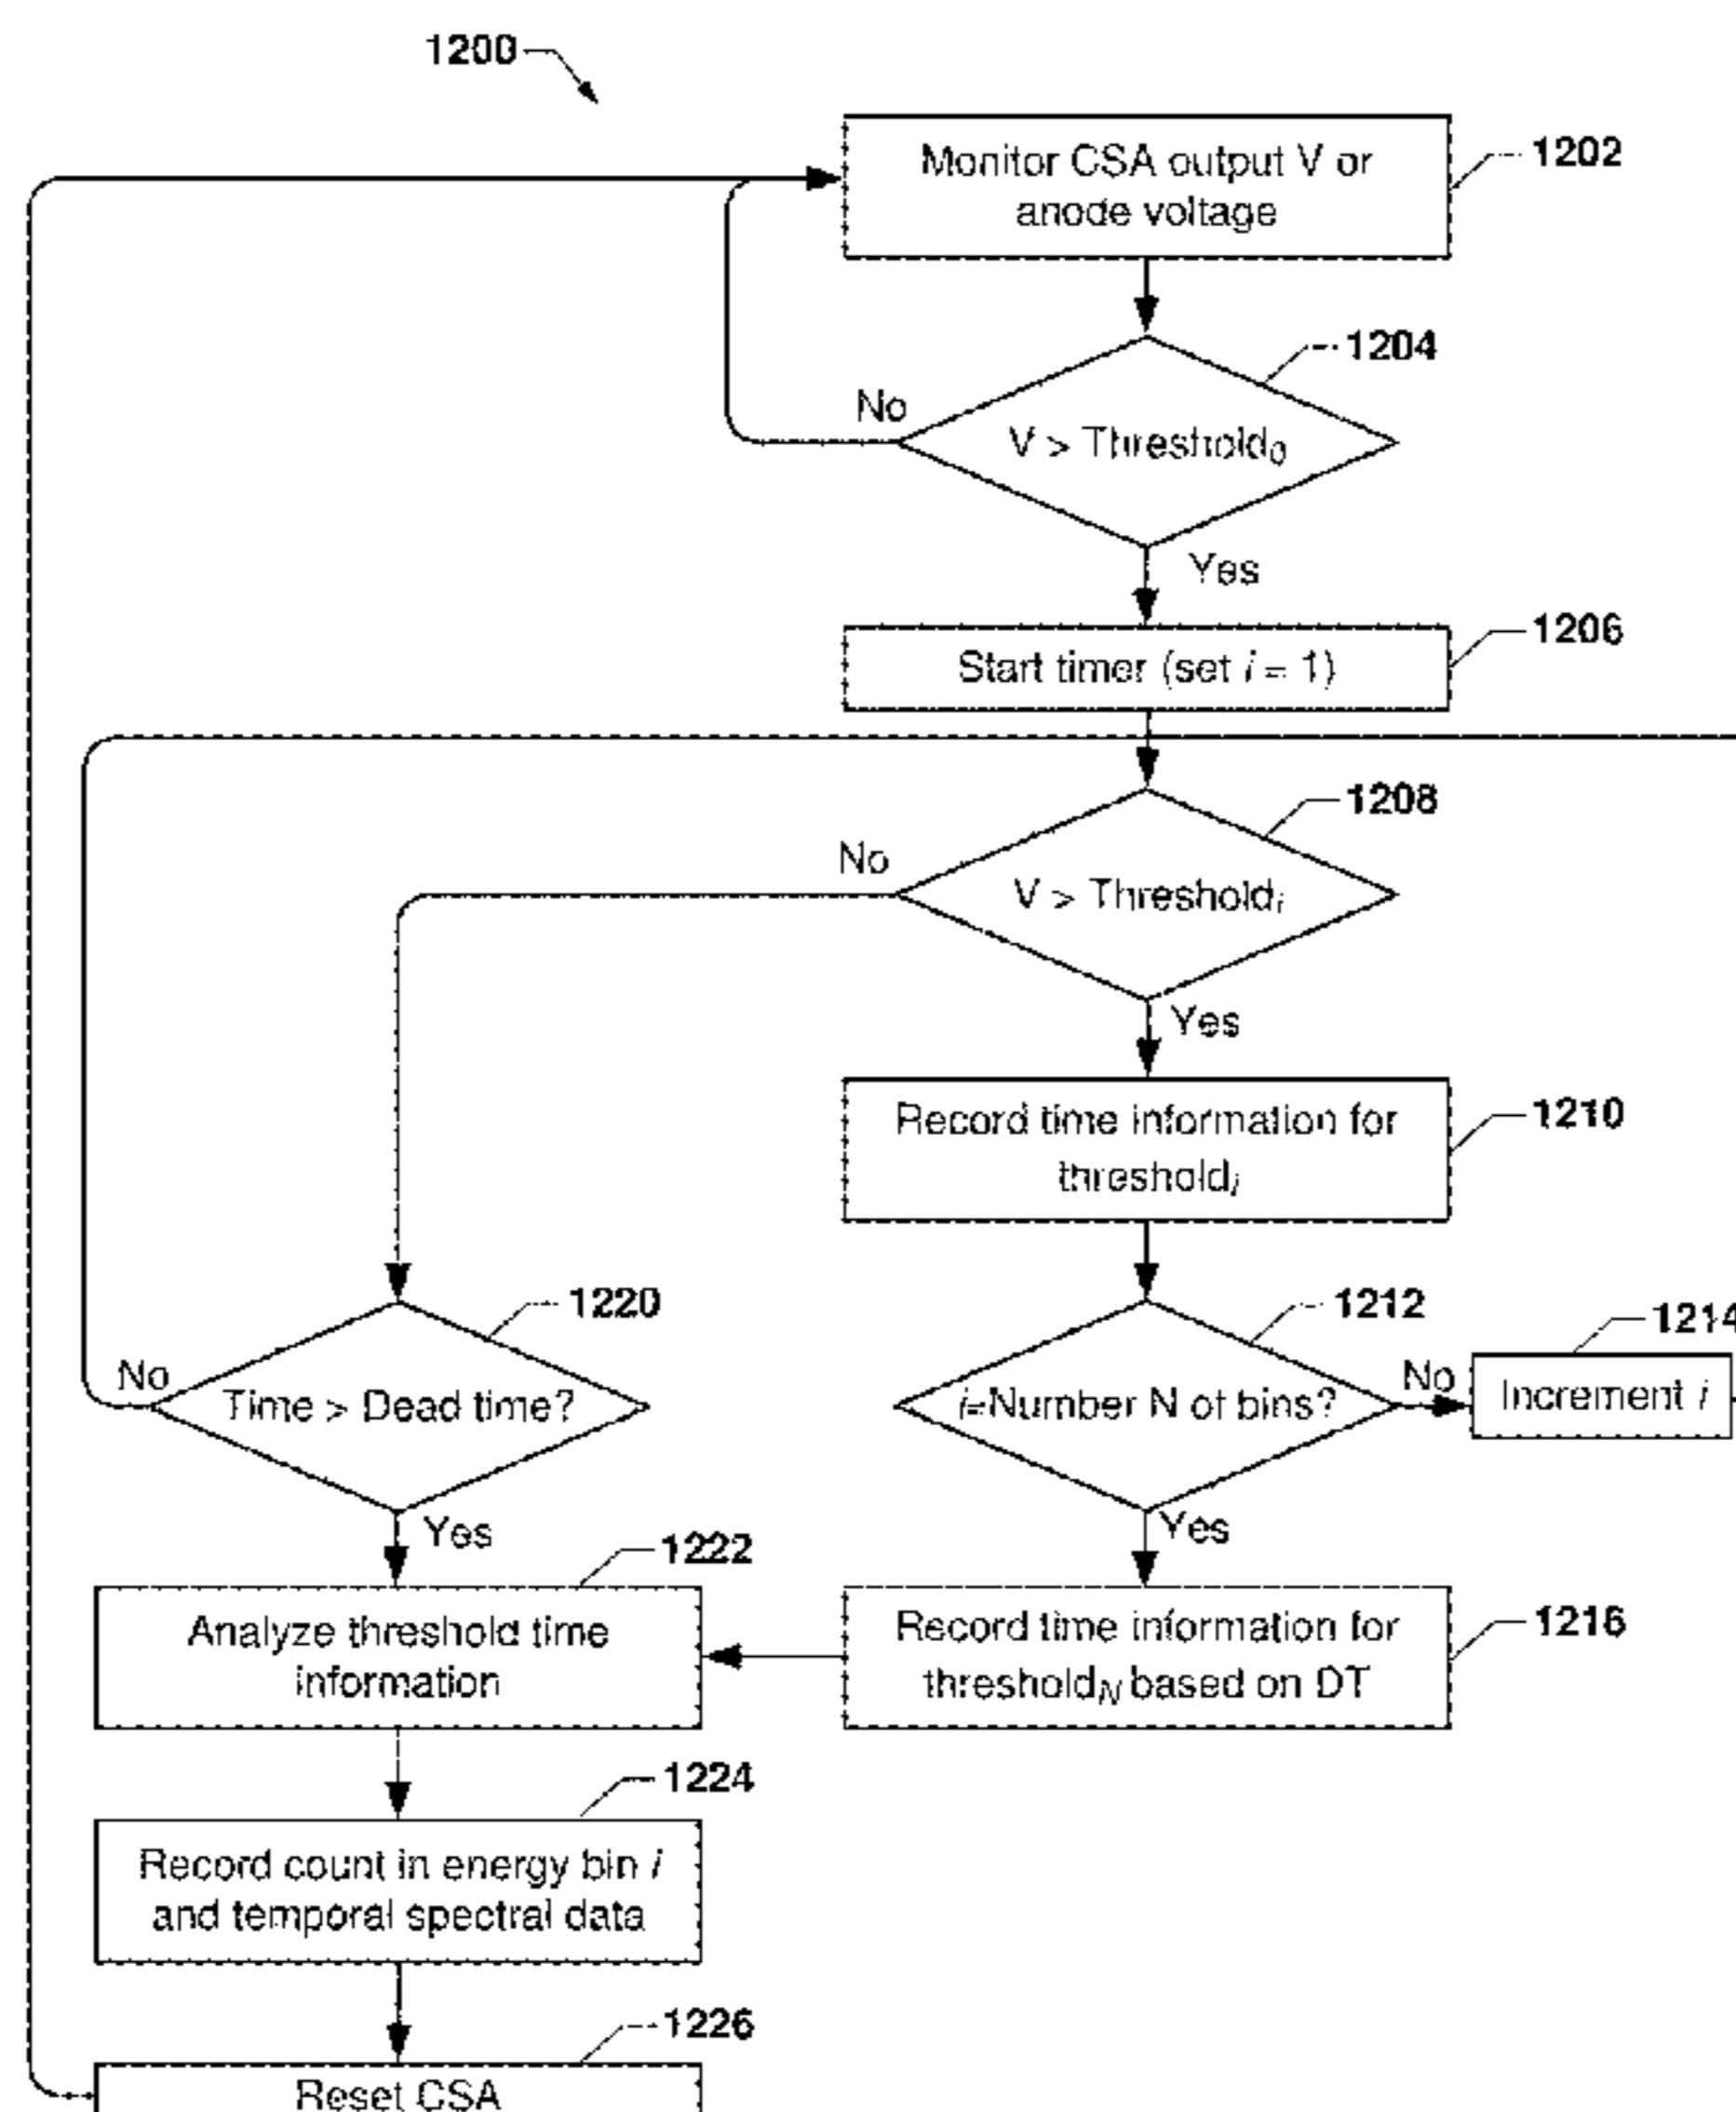 1200
Monitor CSA output V or
anode voltage
1202
1204
No
V > Threshold0
Yes
Start timer (set i = 1)
1206
1208
No
V > Thresholdi
Yes
Record time information for
thresholdi
1210
1220
No
Time > Dead time?
Yes
1212
i=Number N of bins?
No
Yes
1214
Increment i
1222
Analyze threshold time
information
Record time information for
thresholdN based on DT
1216
1224
Record count in energy bin i
and temporal spectral data
1226
Reset CSA